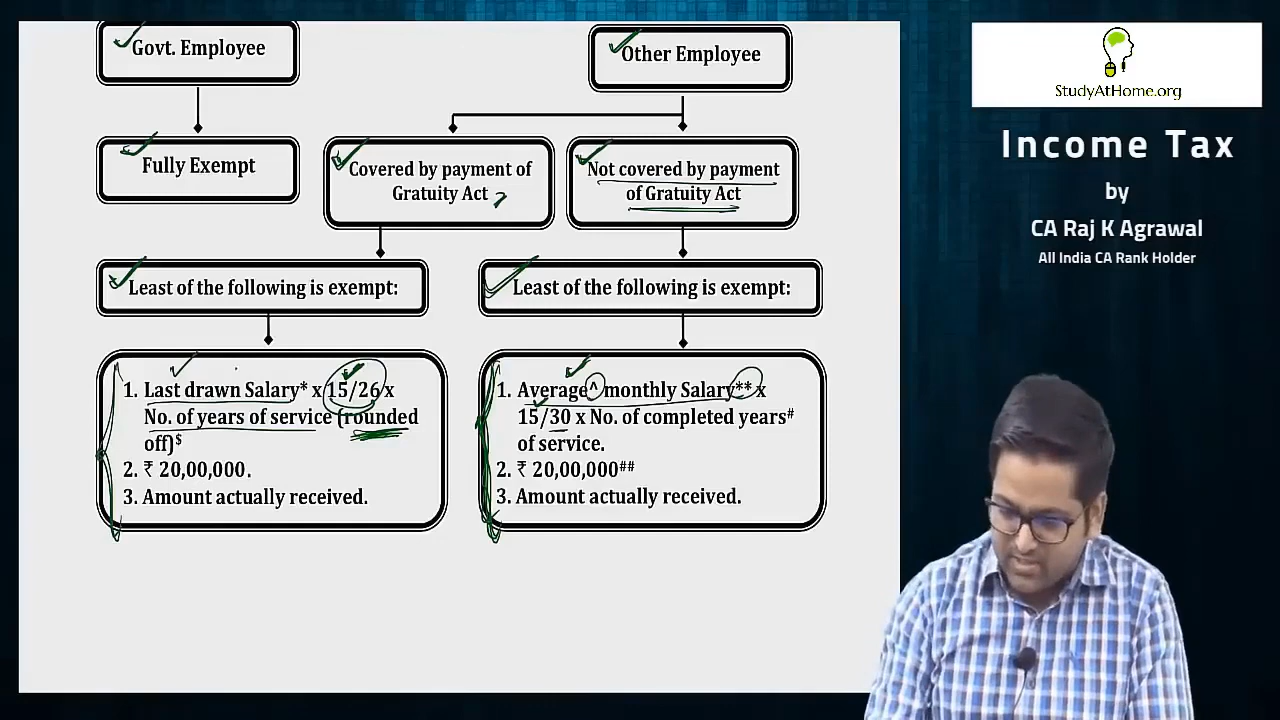 Govt. Employee
Other Employee
Fully Exempt
Covered by payment of
Gratuity Act
Not covered by payment
of Gratuity Act
Least of the following is exempt:
Least of the following is exempt:
1. Last drawn Salary* x 15/26 x
No. of years of service (rounded
off)$
2. ₹ 20,00,000.
3. Amount actually received.
1. Average^ monthly Salary** x
15/30 x No. of completed years#
of service.
2. ₹ 20,00,000##
3. Amount actually received.
StudyAtHome.org
Income Tax
by
CA Raj K Agrawal
All India CA Rank Holder